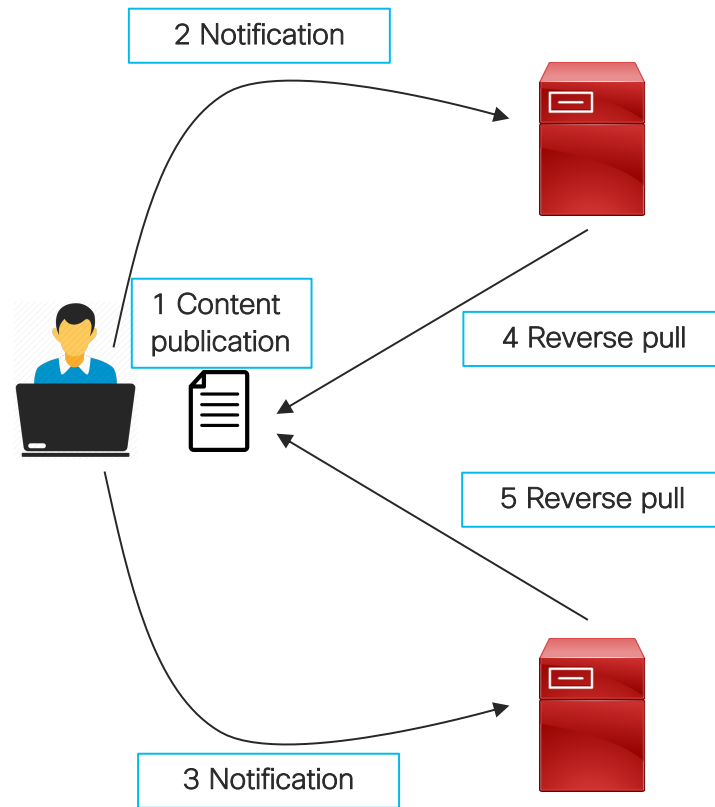 2 Notification
1 Content
publication
4 Reverse pull
5 Reverse pull
3 Notification